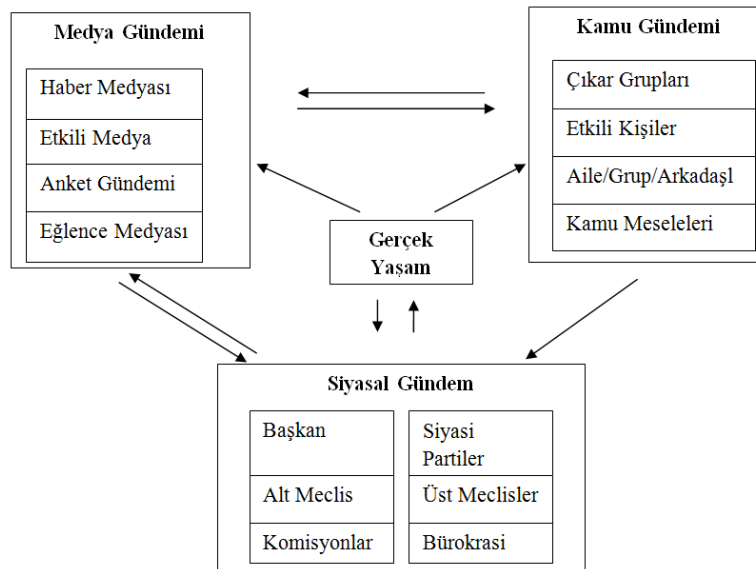 Medya Gündemi
Haber Medyası
Etkili Medya
Anket Gündemi
Eğlence Medyası
Kamu Gündemi
Çıkar Grupları
Etkili Kişiler
Aile/Grup/Arkadaşl
Kamu Meseleleri
Gerçek
Yaşam
Siyasal Gündem
Başkan
Alt Meclis
Komisyonlar
Siyasi
Partiler
Üst Meclisler
Bürokrasi